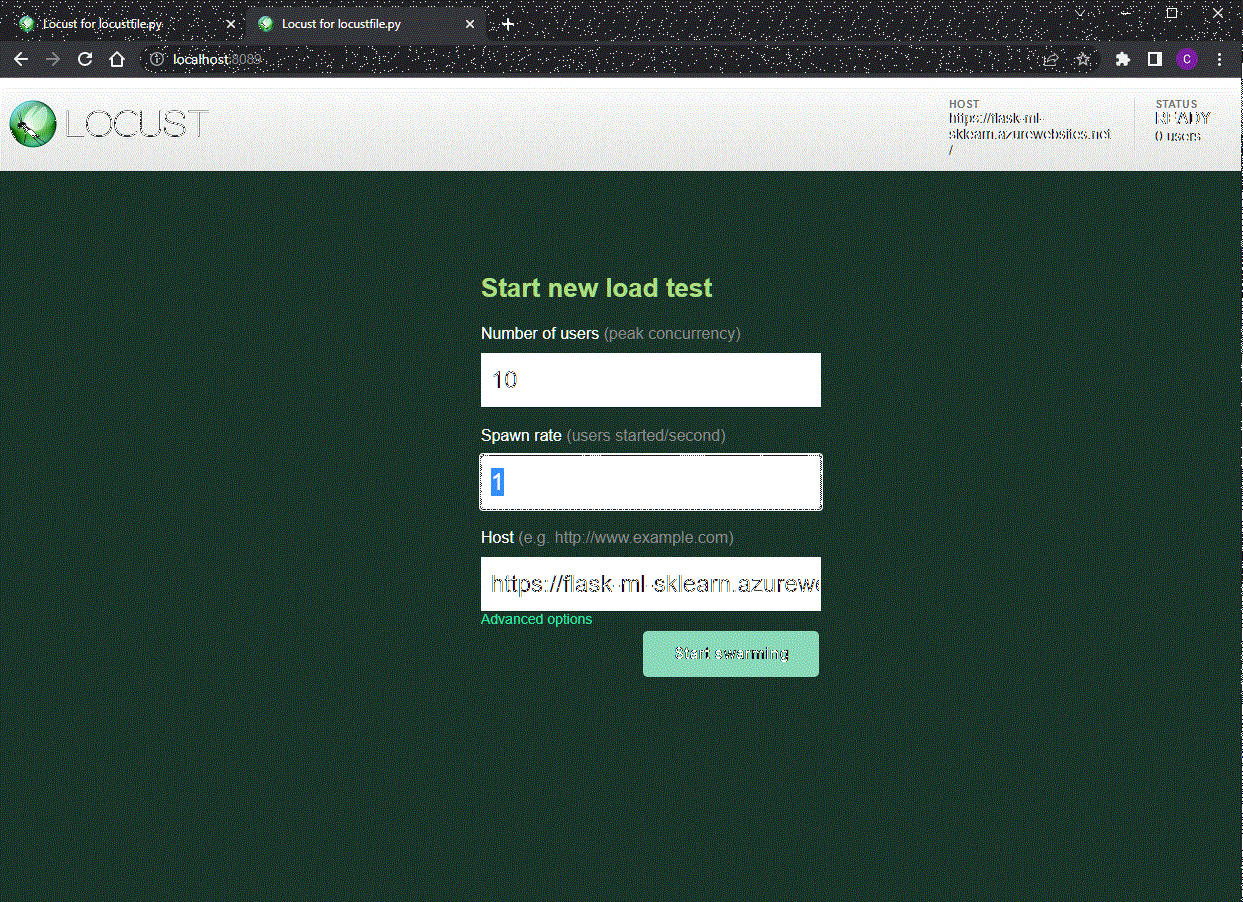 Locust for locustfile.py
Locust for locustfile.py
localhost:8089
C
LOCUST
HOST
https://flask-ml-
sklearn.azurewebsites.net
/
STATUS
READY
0 users
Start new load test
Number of users (peak concurrency)
10
Spawn rate (users started/second)
1
Host (e.g. http://www.example.com)
https://flask-ml-sklearn.azurewe
Advanced options
Start swarming